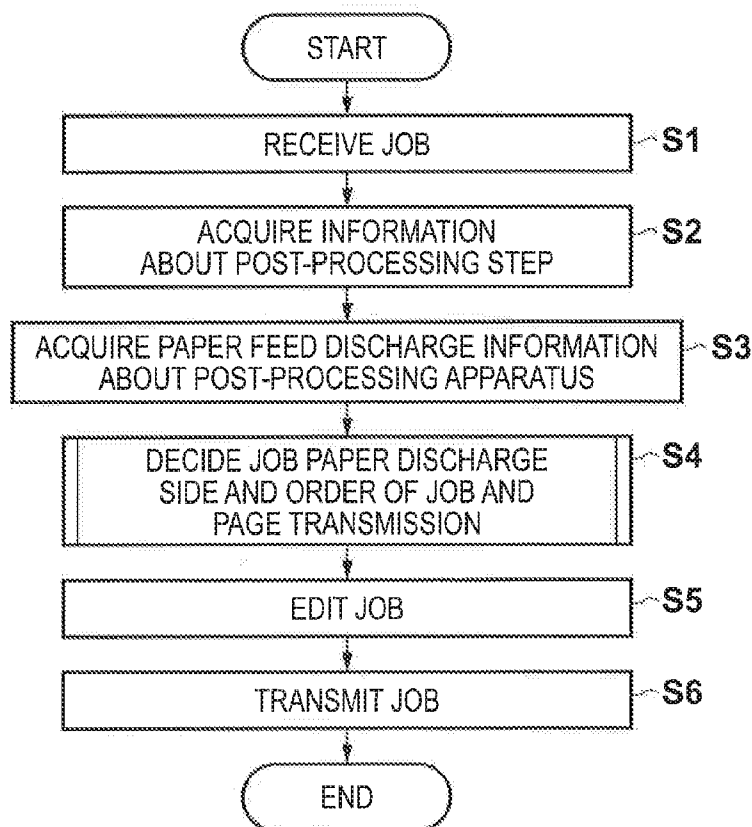 START
RECEIVE JOB
S1
ACQUIRE INFORMATION
ABOUT POST-PROCESSING STEP
S2
ACQUIRE PAPER FEED DISCHARGE INFORMATION
ABOUT POST-PROCESSING APPARATUS
S3
DECIDE JOB PAPER DISCHARGE
SIDE AND ORDER OF JOB AND
PAGE TRANSMISSION
S4
EDIT JOB
S5
TRANSMIT JOB
S6
END